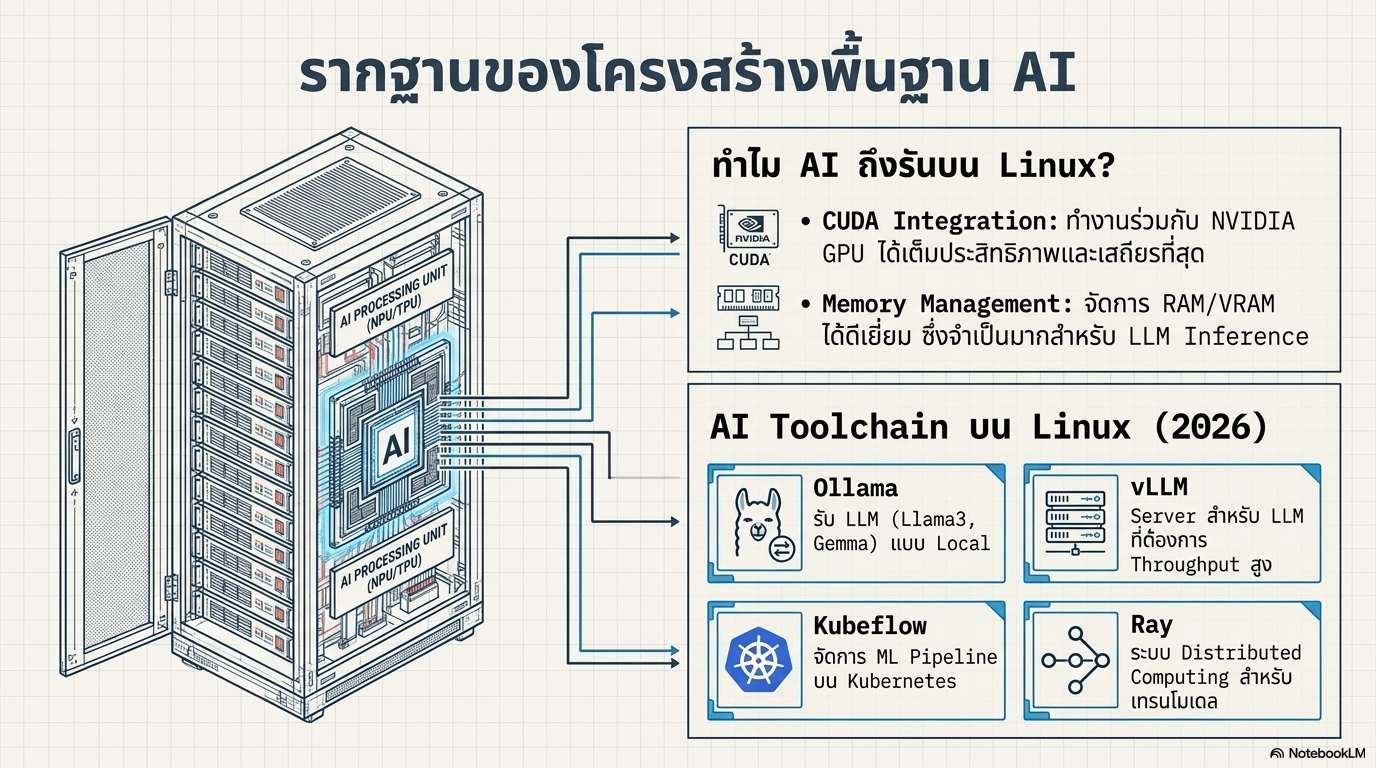 รากฐานของโครงสร้างพื้นฐาน AI
AI PROCESSING UNIT
(NPU/TPU)
AI
AI PROCESSING UNIT
(NPU/TPU)
ทำไม AI ถึงรันบน Linux?
FIVIDIA
CUDA
• CUDA Integration: ทำงานร่วมกับ NVIDIA
GPU ได้เต็มประสิทธิภาพและเสถียรที่สุด
• Memory Management: จัดการ RAM/VRAM
ได้ดีเยี่ยม ซึ่งจำเป็นมากสำหรับ LLM Inference
AI Toolchain บน Linux (2026)
Ollama
รับ LLM (Llama3,
Gemma) แบบ Local
vLLM
Server สำหรับ LLM
ที่ต้องการ
Throughput สูง
Kubeflow
จัดการ ML Pipeline
บน Kubernetes
Ray
ระบบ Distributed
Computing สำหรับ
เทรนโมเดล
NotebookLM